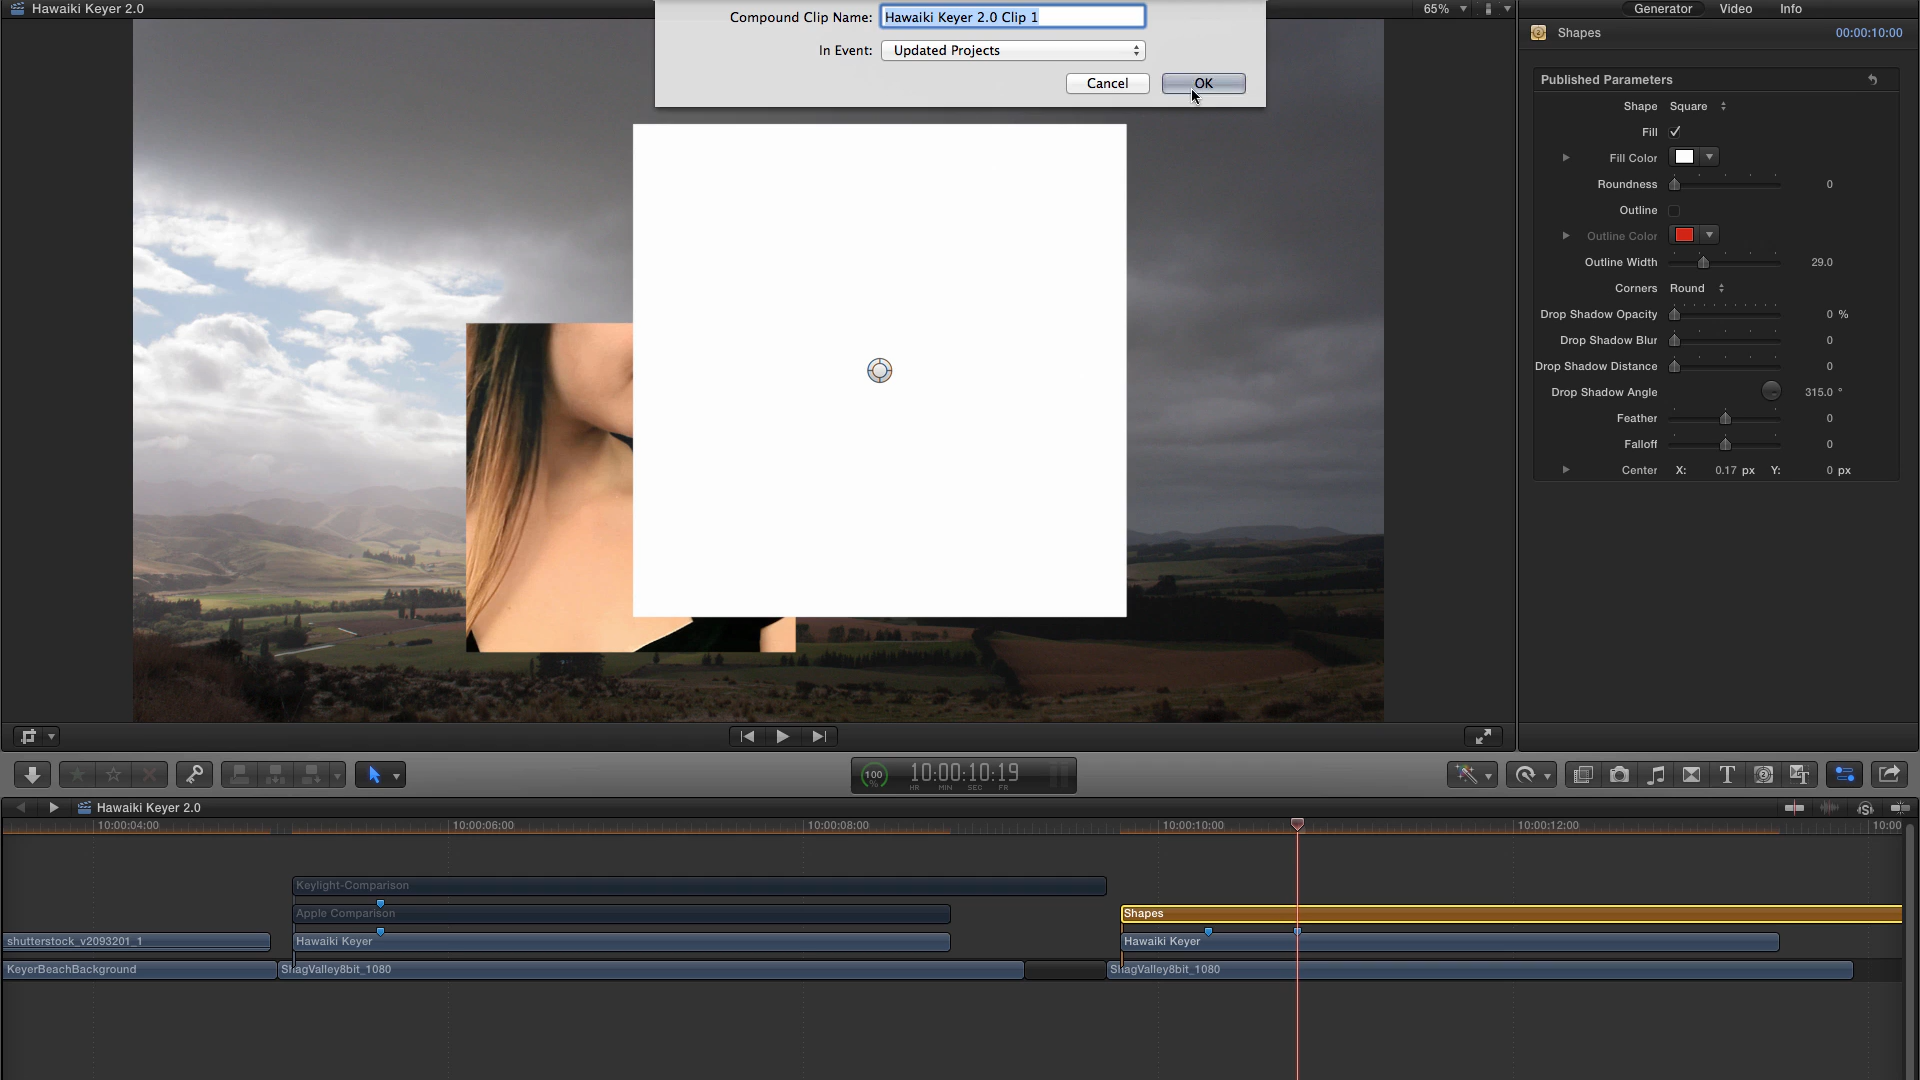 Hawaiki Keyer 2.0
65%
Compound Clip Name: Hawaiki Keyer 2.0 Clip 1
In Event: Updated Projects
Cancel
OK
Generator
Video
Info
Shapes
00:00:10:00
Published Parameters
Shape Square
Fill
Fill Color
Roundness 0
Outline
Outline Color
Outline Width 29.0
Corners Round
Drop Shadow Opacity 0 %
Drop Shadow Blur 0
Drop Shadow Distance 0
Drop Shadow Angle 315.0 °
Feather 0
Falloff 0
Center X: 0.17 px Y: 0 px
100 %
10:00:10:19
HR MIN SEC FR
Hawaiki Keyer 2.0
10:00:04:00
10:00:06:00
10:00:08:00
10:00:10:00
10:00:12:00
10:00
Keylight-Comparison
Apple Comparison
Shapes
shutterstock_v2093201_1
Hawaiki Keyer
Hawaiki Keyer
KeyerBeachBackground
ShagValley8bit_1080
ShagValley8bit_1080